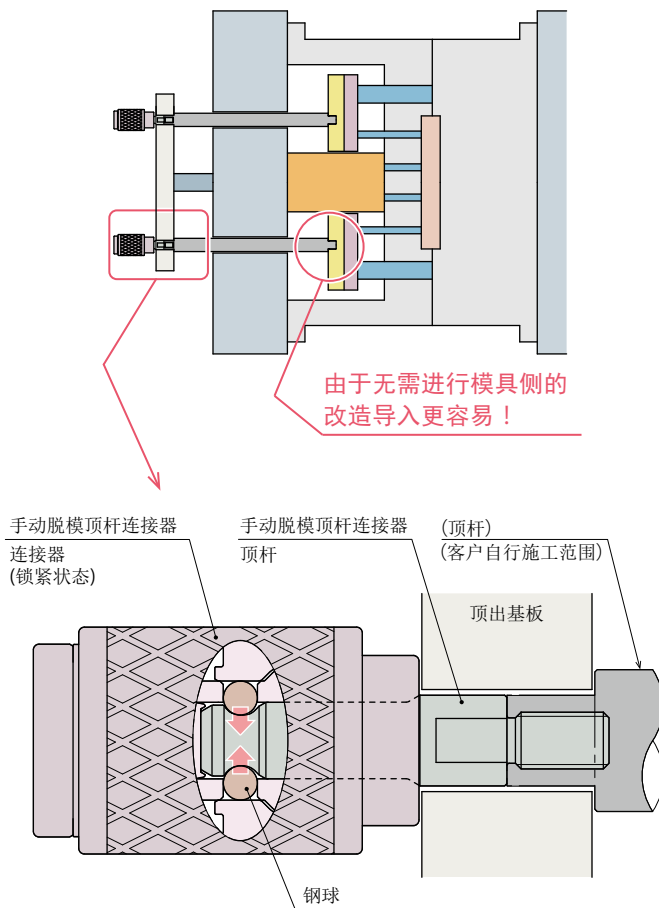 由于无需进行模具侧的
改造导入更容易！
手动脱模顶杆连接器
连接器
(锁紧状态)
手动脱模顶杆连接器
顶杆
(顶杆)
(客户自行施工范围)
顶出基板
钢球